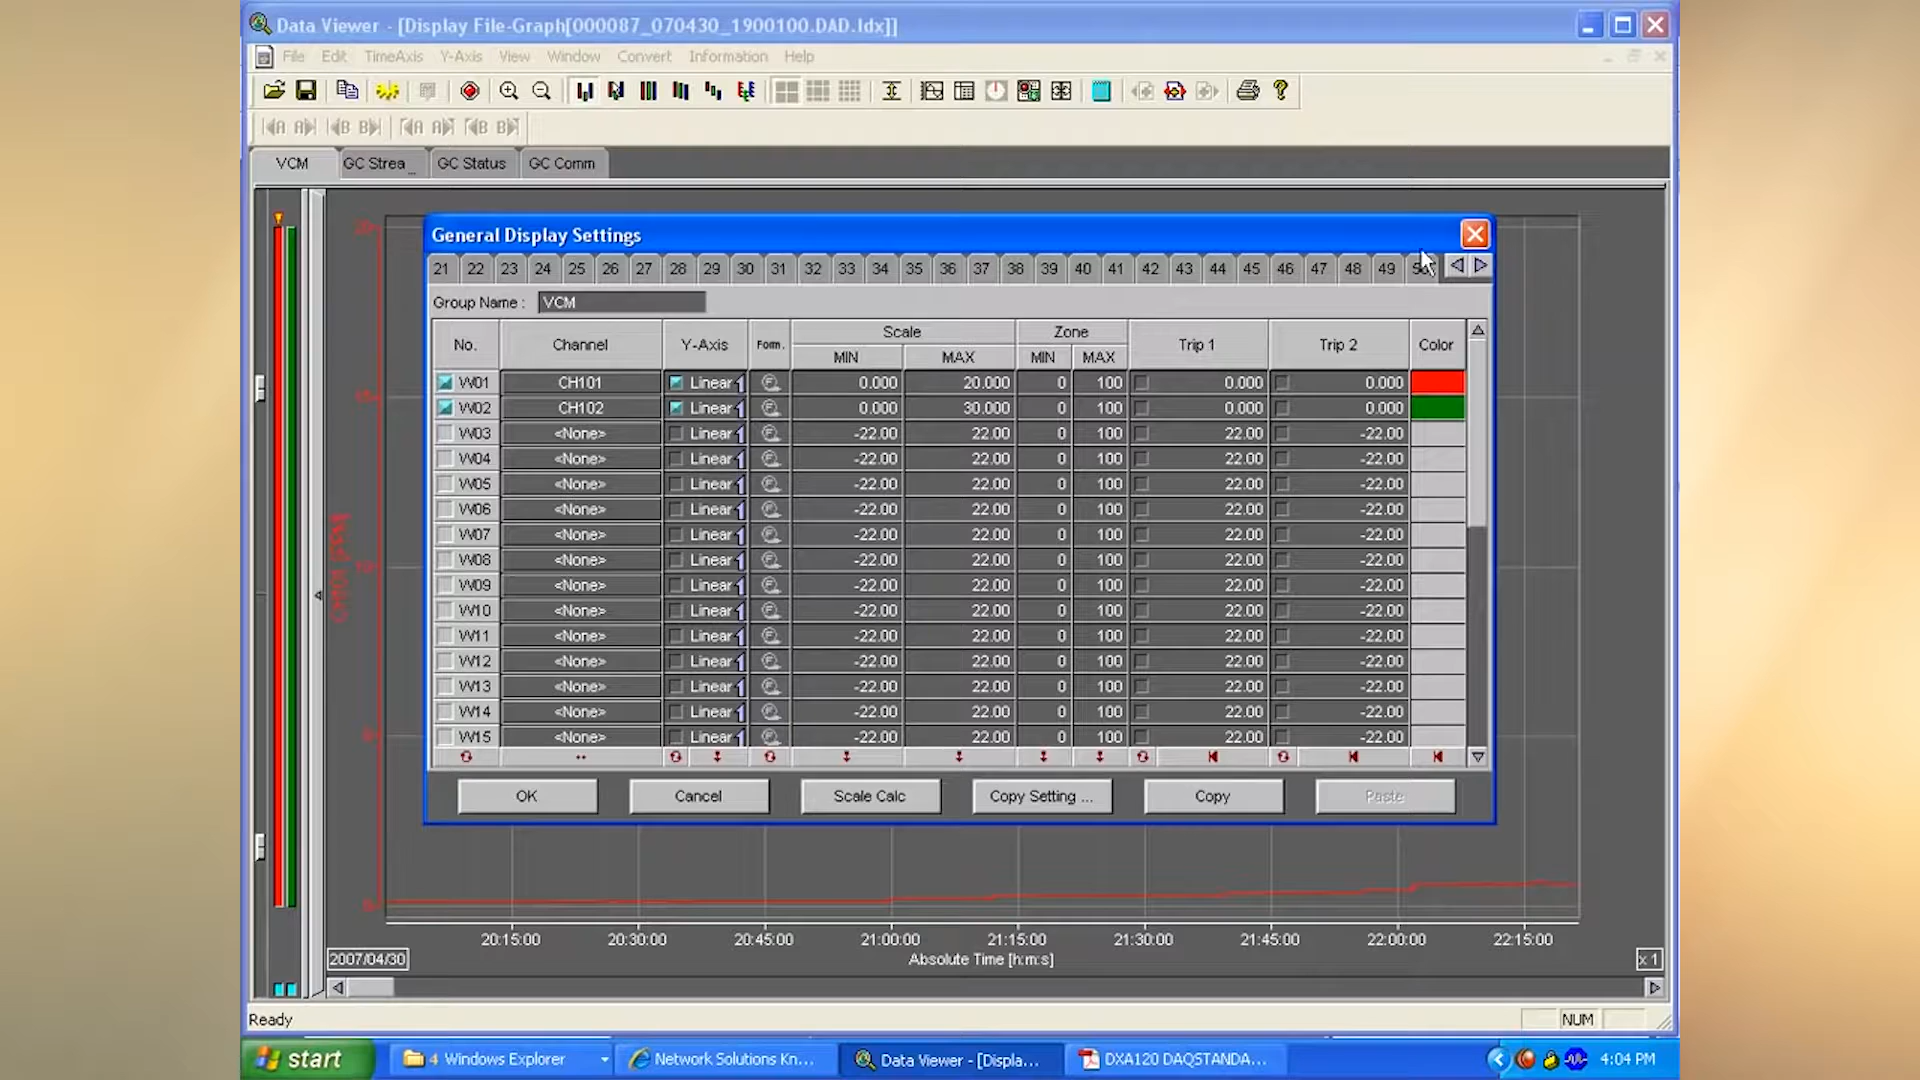 Data Viewer - [Display File-Graph[000087_070430_1900100.DAD.Idx]]
File Edit TimeAxis Y-Axis View Window Convert Information Help
VCM GC Strea... GC Status GC Comm
General Display Settings
21 22 23 24 25 26 27 28 29 30 31 32 33 34 35 36 37 38 39 40 41 42 43 44 45 46 47 48 49
Group Name : VCM
No. Channel Y-Axis Form. Scale Zone Trip 1 Trip 2 Color
MIN MAX MIN MAX
W01 CH101 Linear 0.000 20.000 0 100 0.000 0.000
W02 CH102 Linear 0.000 30.000 0 100 0.000 0.000
W03 <None> Linear -22.00 22.00 0 100 22.00 -22.00
W04 <None> Linear -22.00 22.00 0 100 22.00 -22.00
W05 <None> Linear -22.00 22.00 0 100 22.00 -22.00
W06 <None> Linear -22.00 22.00 0 100 22.00 -22.00
W07 <None> Linear -22.00 22.00 0 100 22.00 -22.00
W08 <None> Linear -22.00 22.00 0 100 22.00 -22.00
W09 <None> Linear -22.00 22.00 0 100 22.00 -22.00
W10 <None> Linear -22.00 22.00 0 100 22.00 -22.00
W11 <None> Linear -22.00 22.00 0 100 22.00 -22.00
W12 <None> Linear -22.00 22.00 0 100 22.00 -22.00
W13 <None> Linear -22.00 22.00 0 100 22.00 -22.00
W14 <None> Linear -22.00 22.00 0 100 22.00 -22.00
W15 <None> Linear -22.00 22.00 0 100 22.00 -22.00
OK Cancel Scale Calc Copy Setting ... Copy Paste
20:15:00 20:30:00 20:45:00 21:00:00 21:15:00 21:30:00 21:45:00 22:00:00 22:15:00
2007/04/30 Absolute Time [h:m:s] x 1
Ready NUM
start 4 Windows Explorer Network Solutions Kn... Data Viewer - [Displa... DXA120 DAQSTANDA... 4:04 PM